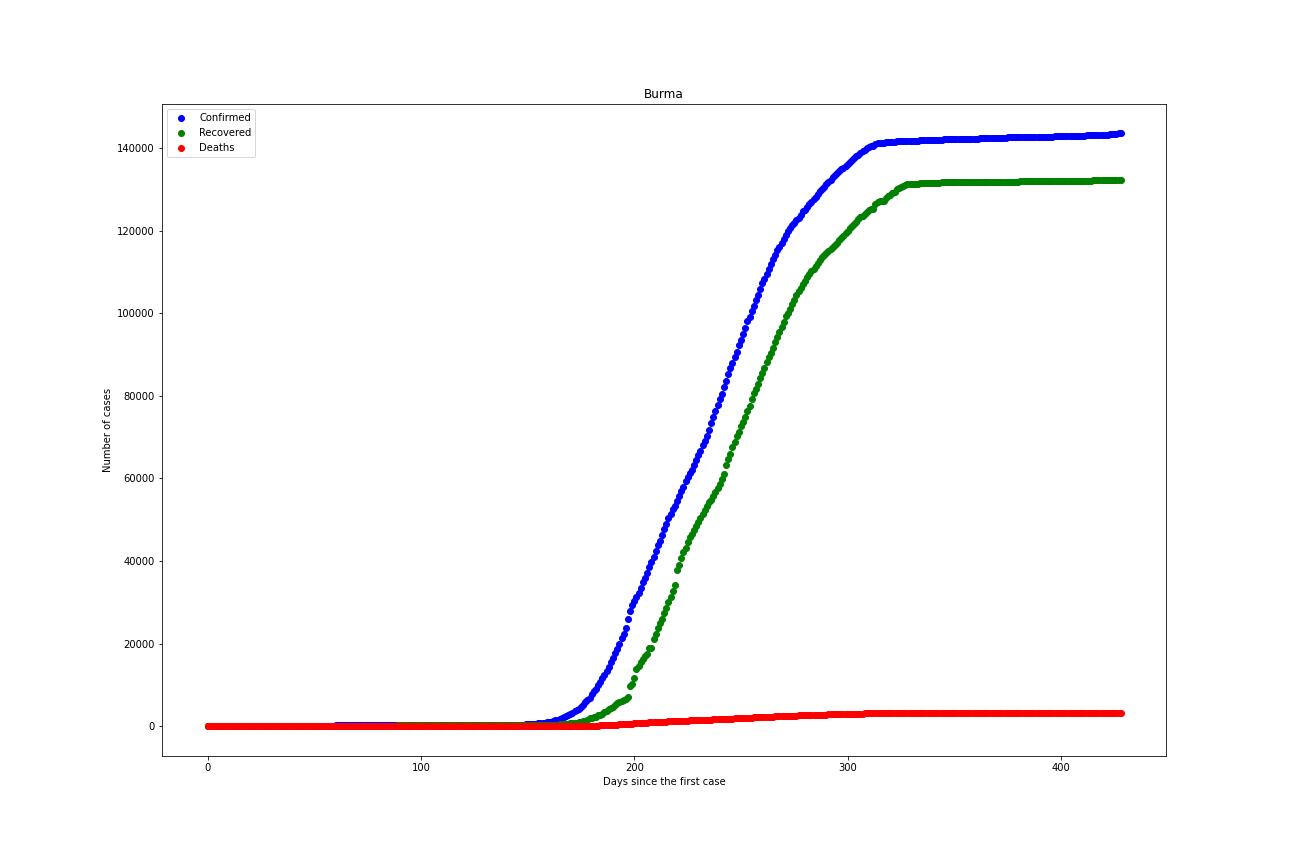 Burma
Confirmed
Recovered
Deaths
140000
120000
100000
80000
60000
40000
20000
0
Number of cases
0 100 200 300 400
Days since the first case